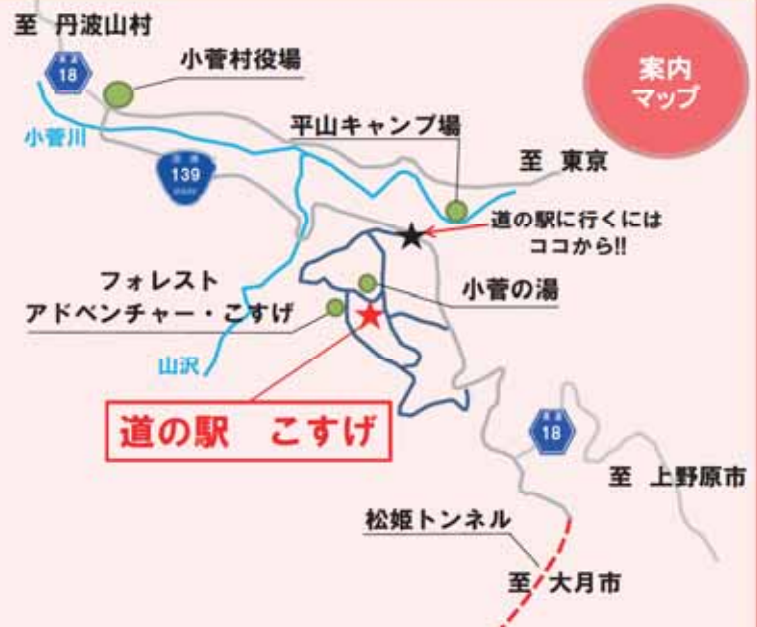 至 丹波山村
18
小菅村役場
案内
マップ
小菅川
平山キャンプ場
139
至 東京
道の駅に行くには
ココから!!
フォレスト
アドベンチャー・こすげ
小菅の湯
山沢
道の駅 こすげ
18
至 上野原市
松姫トンネル
至 大月市